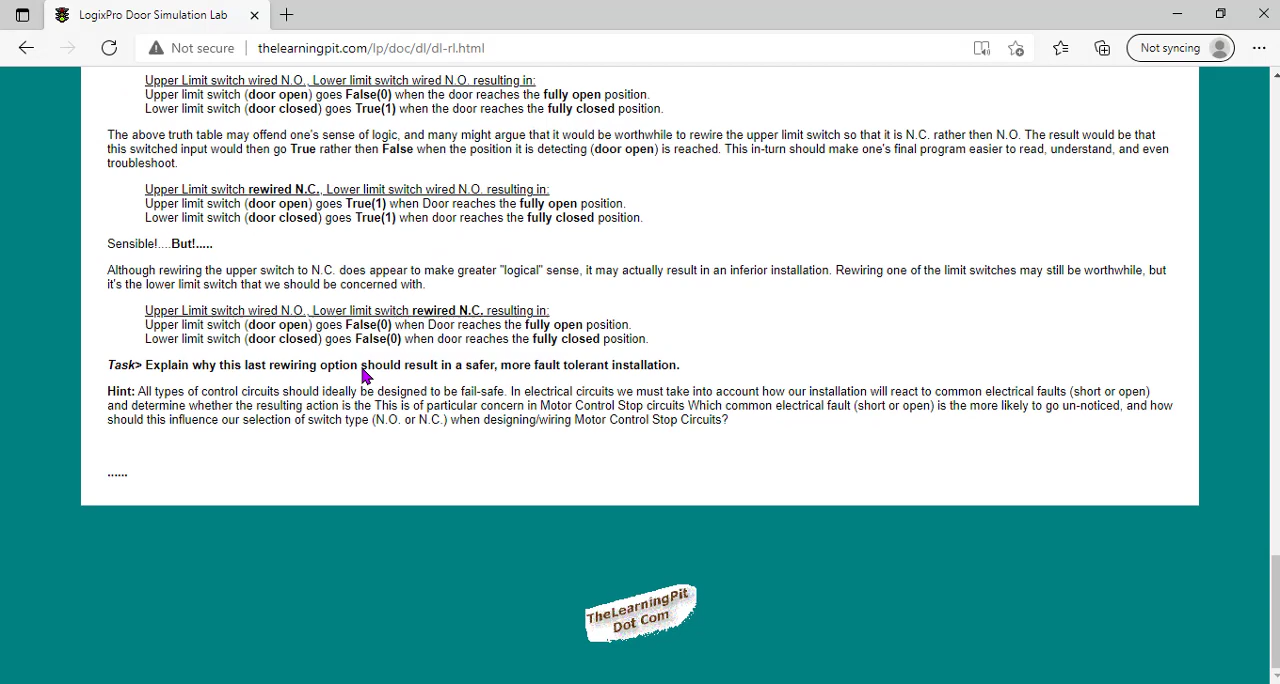 LogixPro Door Simulation Lab
Not secure
thelearningpit.com/lp/doc/dl/dl-rl.html
Not syncing
Upper Limit switch wired N.O., Lower limit switch wired N.O. resulting in:
Upper limit switch (door open) goes False(0) when the door reaches the fully open position.
Lower limit switch (door closed) goes True(1) when the door reaches the fully closed position.
The above truth table may offend one's sense of logic, and many might argue that it would be worthwhile to rewire the upper limit switch so that it is N.C. rather then N.O. The result would be that
this switched input would then go True rather then False when the position it is detecting (door open) is reached. This in-turn should make one's final program easier to read, understand, and even
troubleshoot.
Upper Limit switch rewired N.C., Lower limit switch wired N.O. resulting in:
Upper limit switch (door open) goes True(1) when Door reaches the fully open position.
Lower limit switch (door closed) goes True(1) when door reaches the fully closed position.
Sensible!....But!.....
Although rewiring the upper switch to N.C. does appear to make greater "logical" sense, it may actually result in an inferior installation. Rewiring one of the limit switches may still be worthwhile, but
it's the lower limit switch that we should be concerned with.
Upper Limit switch wired N.O., Lower limit switch rewired N.C. resulting in:
Upper limit switch (door open) goes False(0) when Door reaches the fully open position.
Lower limit switch (door closed) goes False(0) when door reaches the fully closed position.
Task> Explain why this last rewiring option should result in a safer, more fault tolerant installation.
Hint: All types of control circuits should ideally be designed to be fail-safe. In electrical circuits we must take into account how our installation will react to common electrical faults (short or open)
and determine whether the resulting action is the This is of particular concern in Motor Control Stop circuits Which common electrical fault (short or open) is the more likely to go un-noticed, and how
should this influence our selection of switch type (N.O. or N.C.) when designing/wiring Motor Control Stop Circuits?
......
TheLearningPit
Dot Com